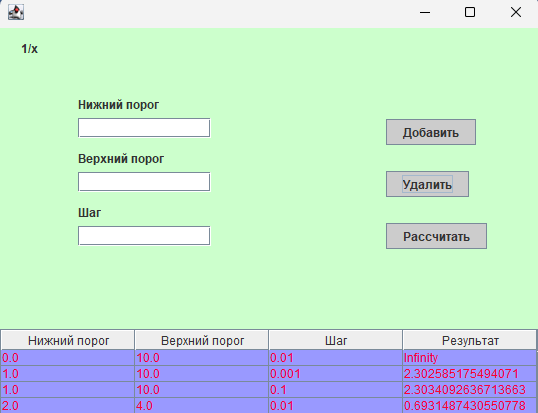 1/x
Нижний порог
Добавить
Верхний порог
Удалить
Шаг
Рассчитать
Нижний порог Верхний порог Шаг Результат
0.0 10.0 0.01 Infinity
1.0 10.0 0.001 2.302585175494071
1.0 10.0 0.1 2.3034092636713663
2.0 4.0 0.01 0.6931487430550778